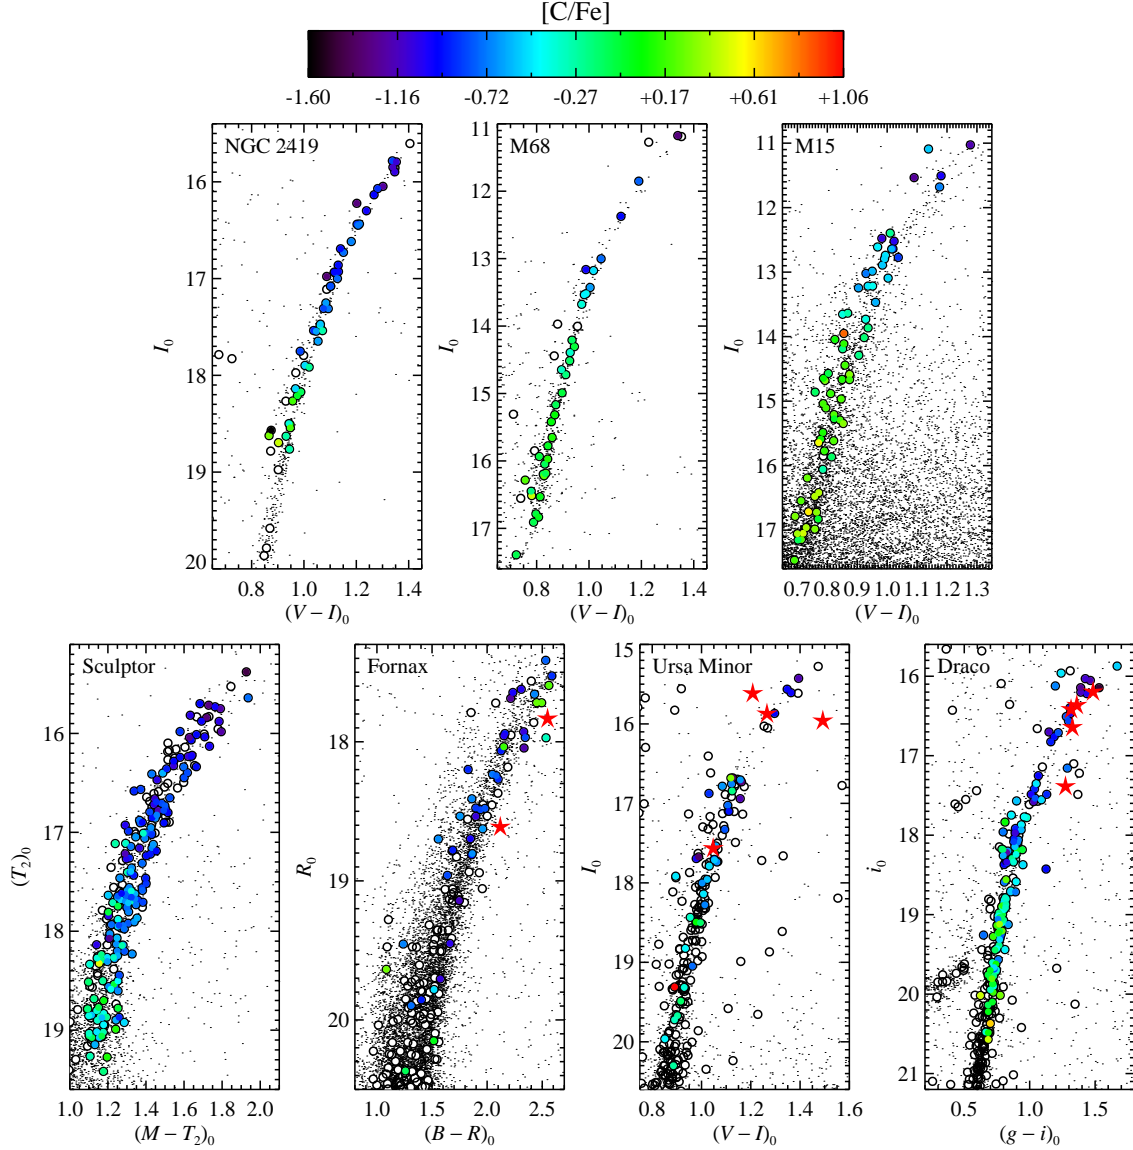 [C/Fe]
-1.60 -1.16 -0.72 -0.27 +0.17 +0.61 +1.06
NGC 2419
I0
16
17
18
19
20
0.8 1.0 1.2 1.4
(V − I)0
M68
I0
11
12
13
14
15
16
17
0.8 1.0 1.2 1.4
(V − I)0
M15
I0
11
12
13
14
15
16
17
0.7 0.8 0.9 1.0 1.1 1.2 1.3
(V − I)0
Sculptor
(T2)0
16
17
18
19
1.0 1.2 1.4 1.6 1.8 2.0
(M − T2)0
Fornax
R0
18
19
20
1.0 1.5 2.0 2.5
(B − R)0
Ursa Minor
I0
15
16
17
18
19
20
0.8 1.0 1.2 1.4 1.6
(V − I)0
Draco
i0
16
17
18
19
20
21
0.5 1.0 1.5
(g − i)0